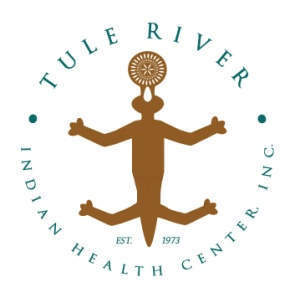 TULE RIVER
INDIAN HEALTH CENTER, INC.
EST. 1973